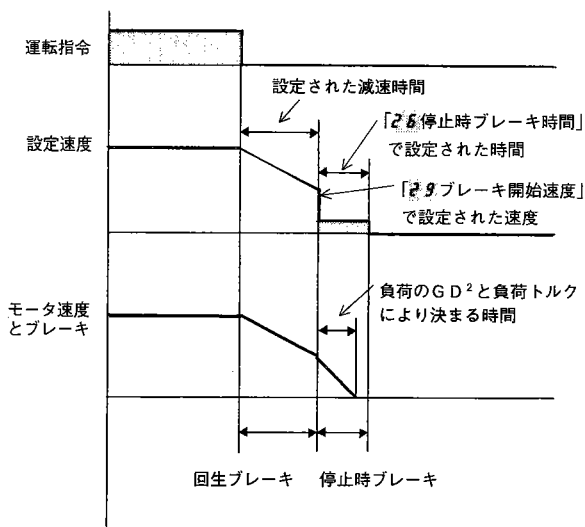 運転指令
設定された減速時間
「26停止時ブレーキ時間」
で設定された時間
設定速度
「29ブレーキ開始速度」
で設定された速度
負荷のGD²と負荷トルク
により決まる時間
モータ速度
とブレーキ
回生ブレーキ
停止時ブレーキ